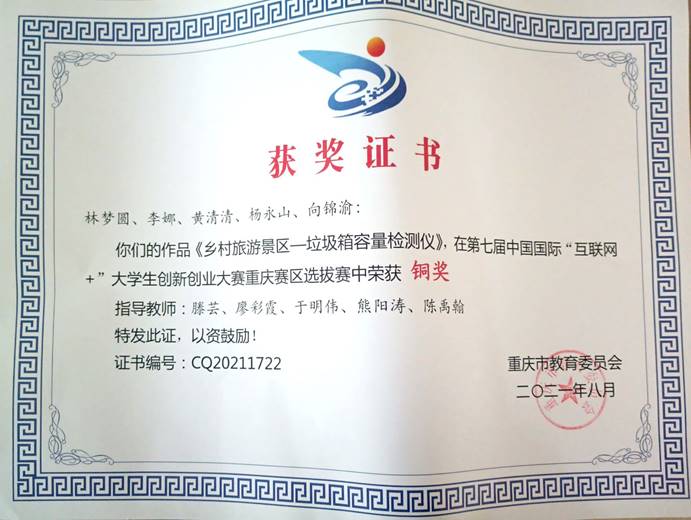 获奖证书
林梦圆、李娜、黄清清、杨永山、向锦渝：
你们的作品《乡村旅游景区—垃圾箱容量检测仪》，在第七届中国国际“互联网
+”大学生创新创业大赛重庆赛区选拔赛中荣获 铜奖
指导教师：滕芸、廖彩霞、于明伟、熊阳涛、陈禹翰
特发此证，以资鼓励！
证书编号：CQ20211722
重庆市教育委员会
二〇二一年八月